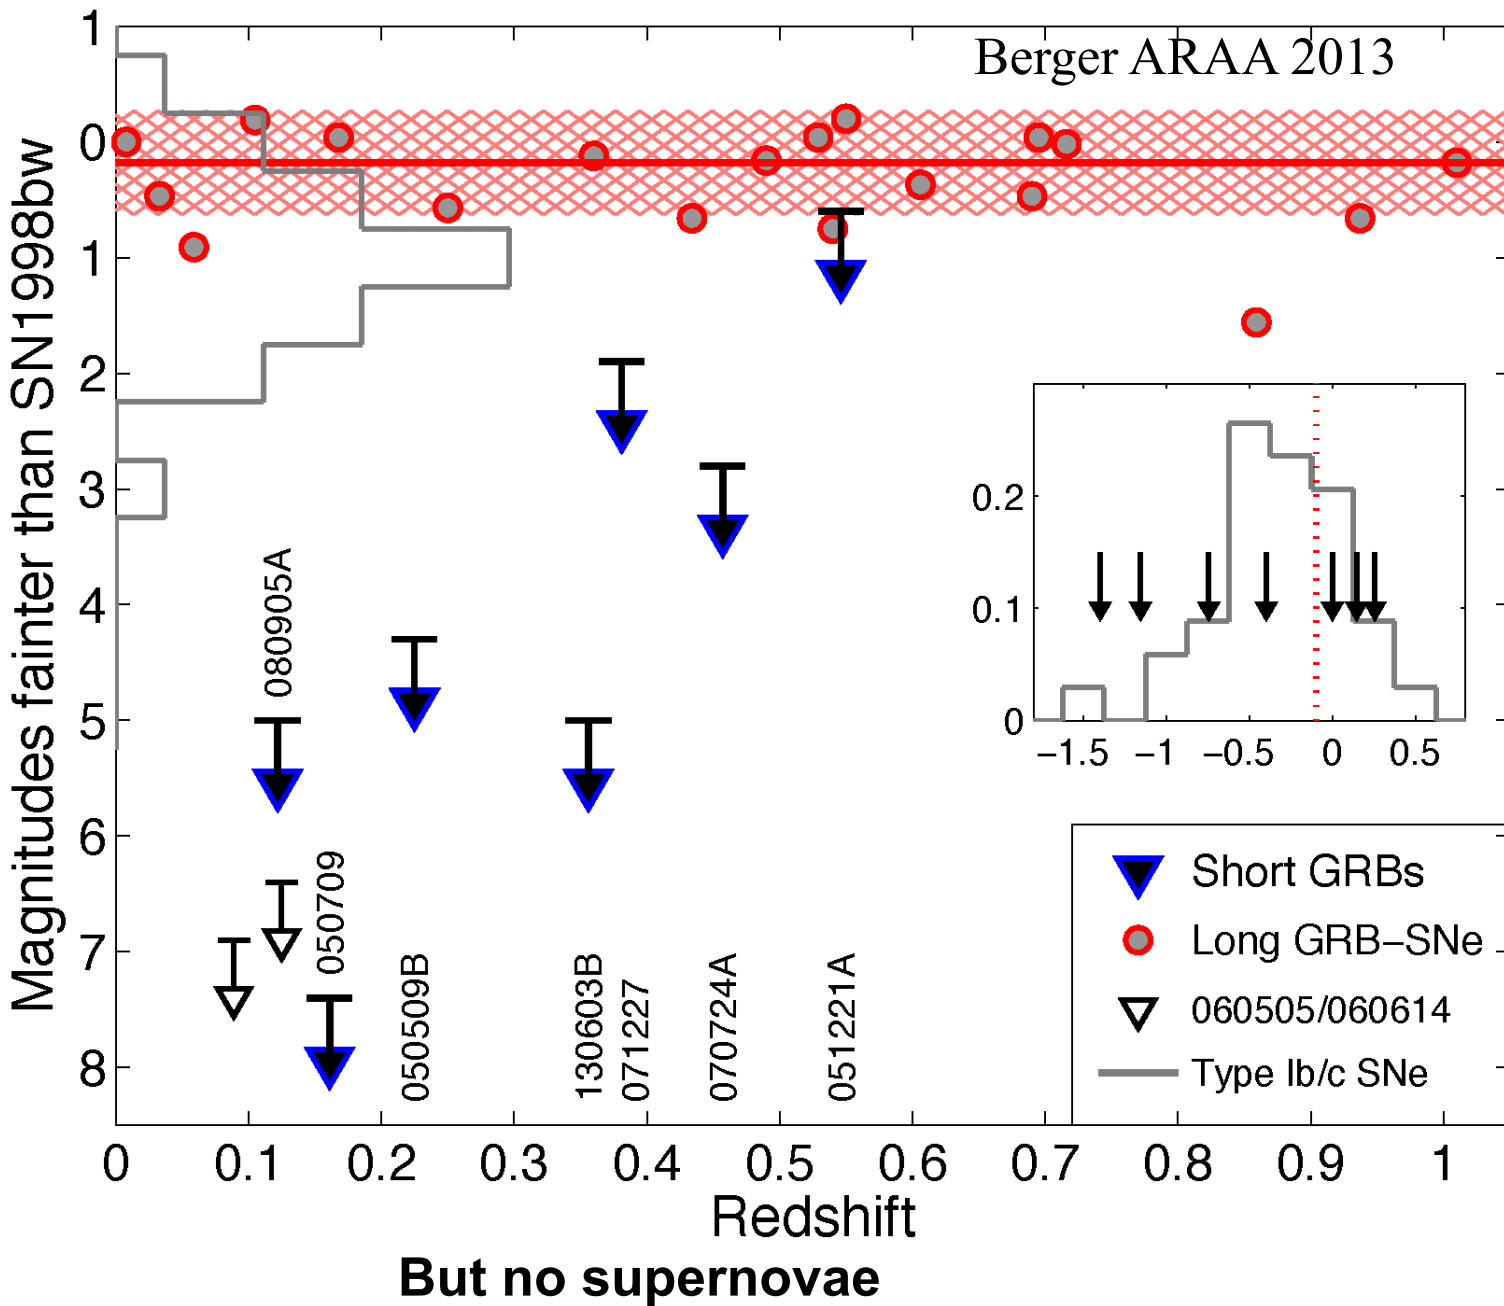 Berger ARAA 2013
Magnitudes fainter than SN1998bw
1
0
1
2
3
4
5
6
7
8
080905A
050709
050509B
130603B
071227
070724A
051221A
0.2
0.1
0
−1.5 −1 −0.5 0 0.5
Short GRBs
Long GRB−SNe
060505/060614
Type Ib/c SNe
0 0.1 0.2 0.3 0.4 0.5 0.6 0.7 0.8 0.9 1
Redshift
But no supernovae